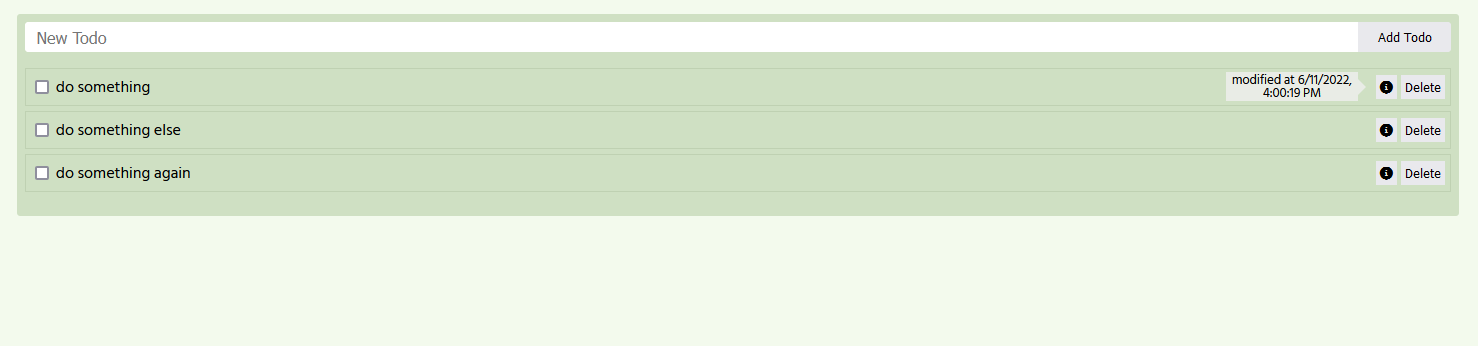 New Todo
Add Todo
do something
modified at 6/11/2022,
4:00:19 PM
Delete
do something else
Delete
do something again
Delete